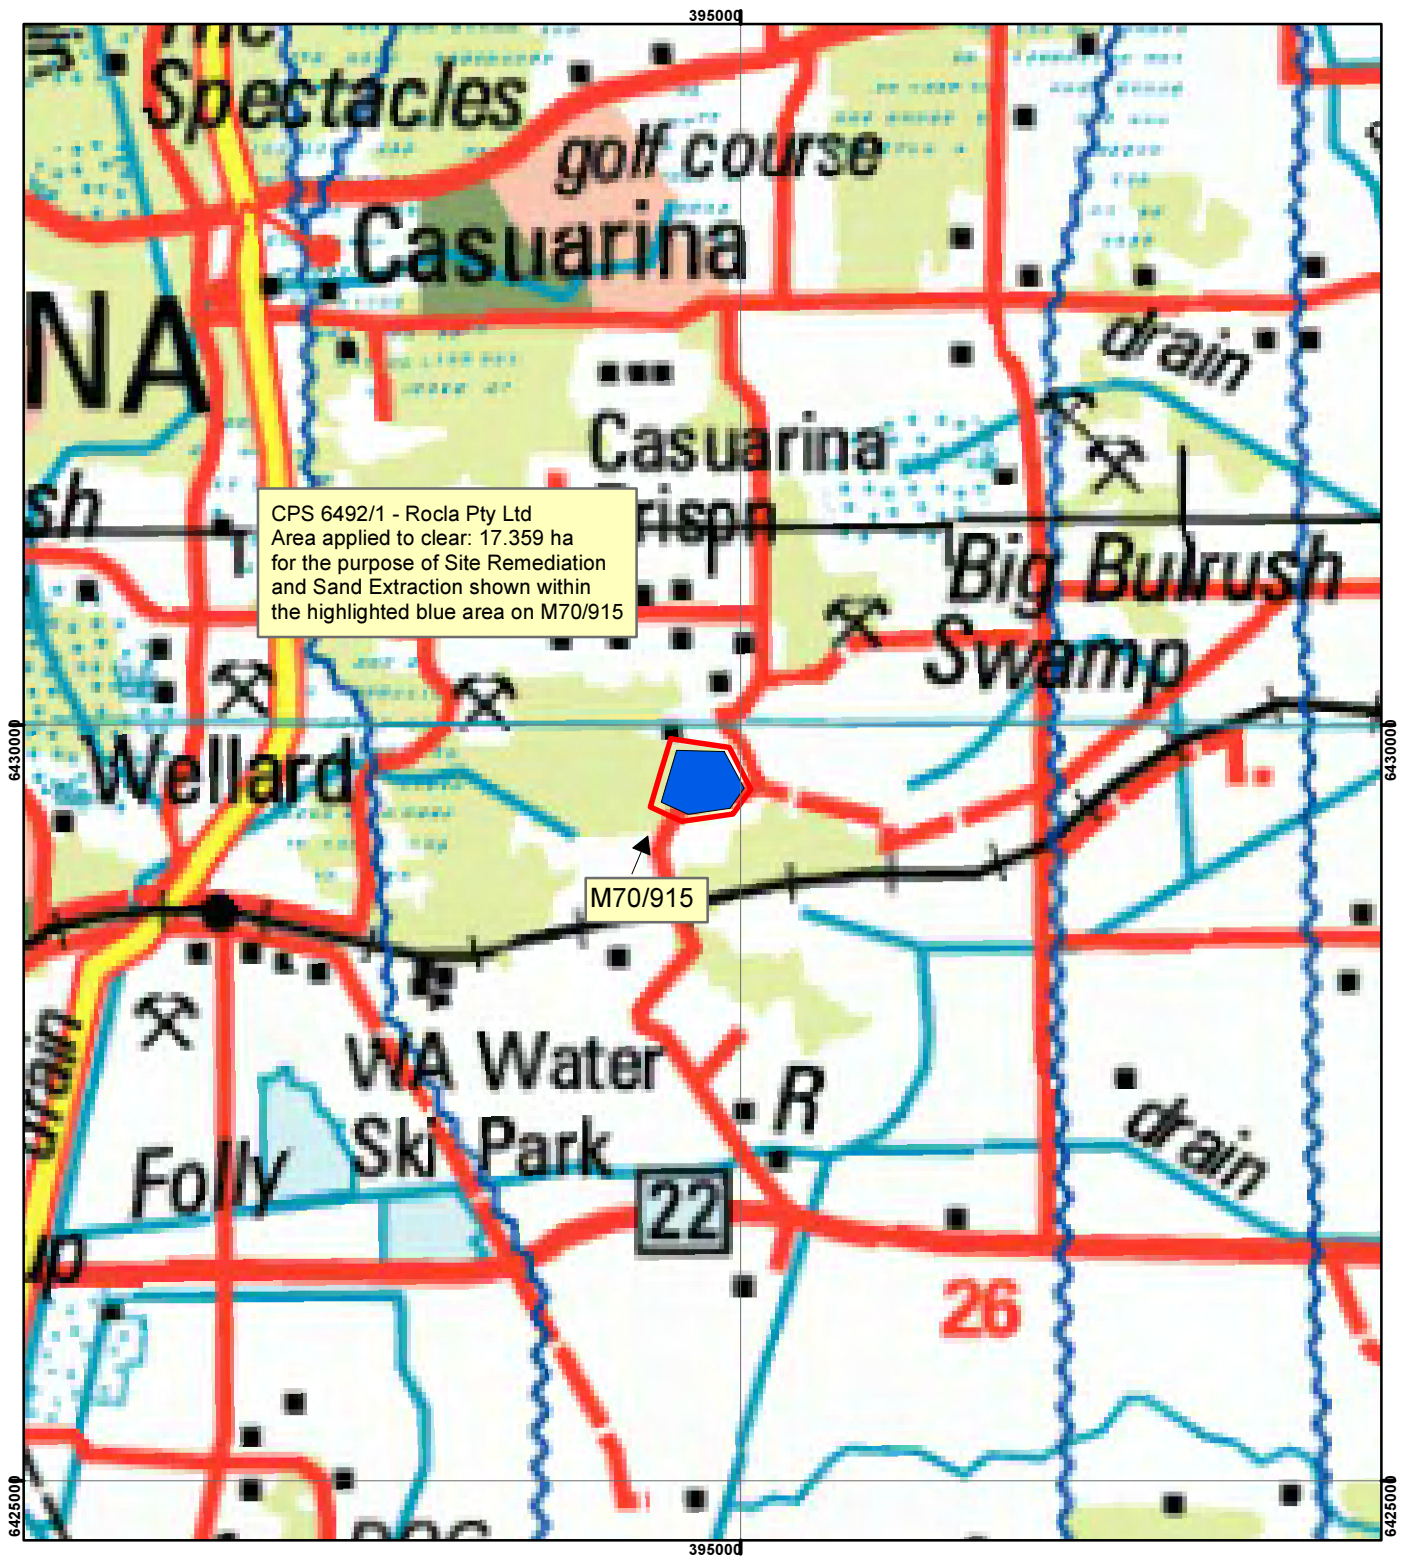 395000
Spectacles
golf course
Casuarina
NA
drain
Casuarina
sh
CPS 6492/1 - Rocla Pty Ltd
Area applied to clear: 17.359 ha
for the purpose of Site Remediation
and Sand Extraction shown within
the highlighted blue area on M70/915
Big Bulrush
Swamp
6430000
6430000
Wellard
M70/915
drain
WA Water
Ski Park
R
drain
Folly
22
up
26
6425000
6425000
395000